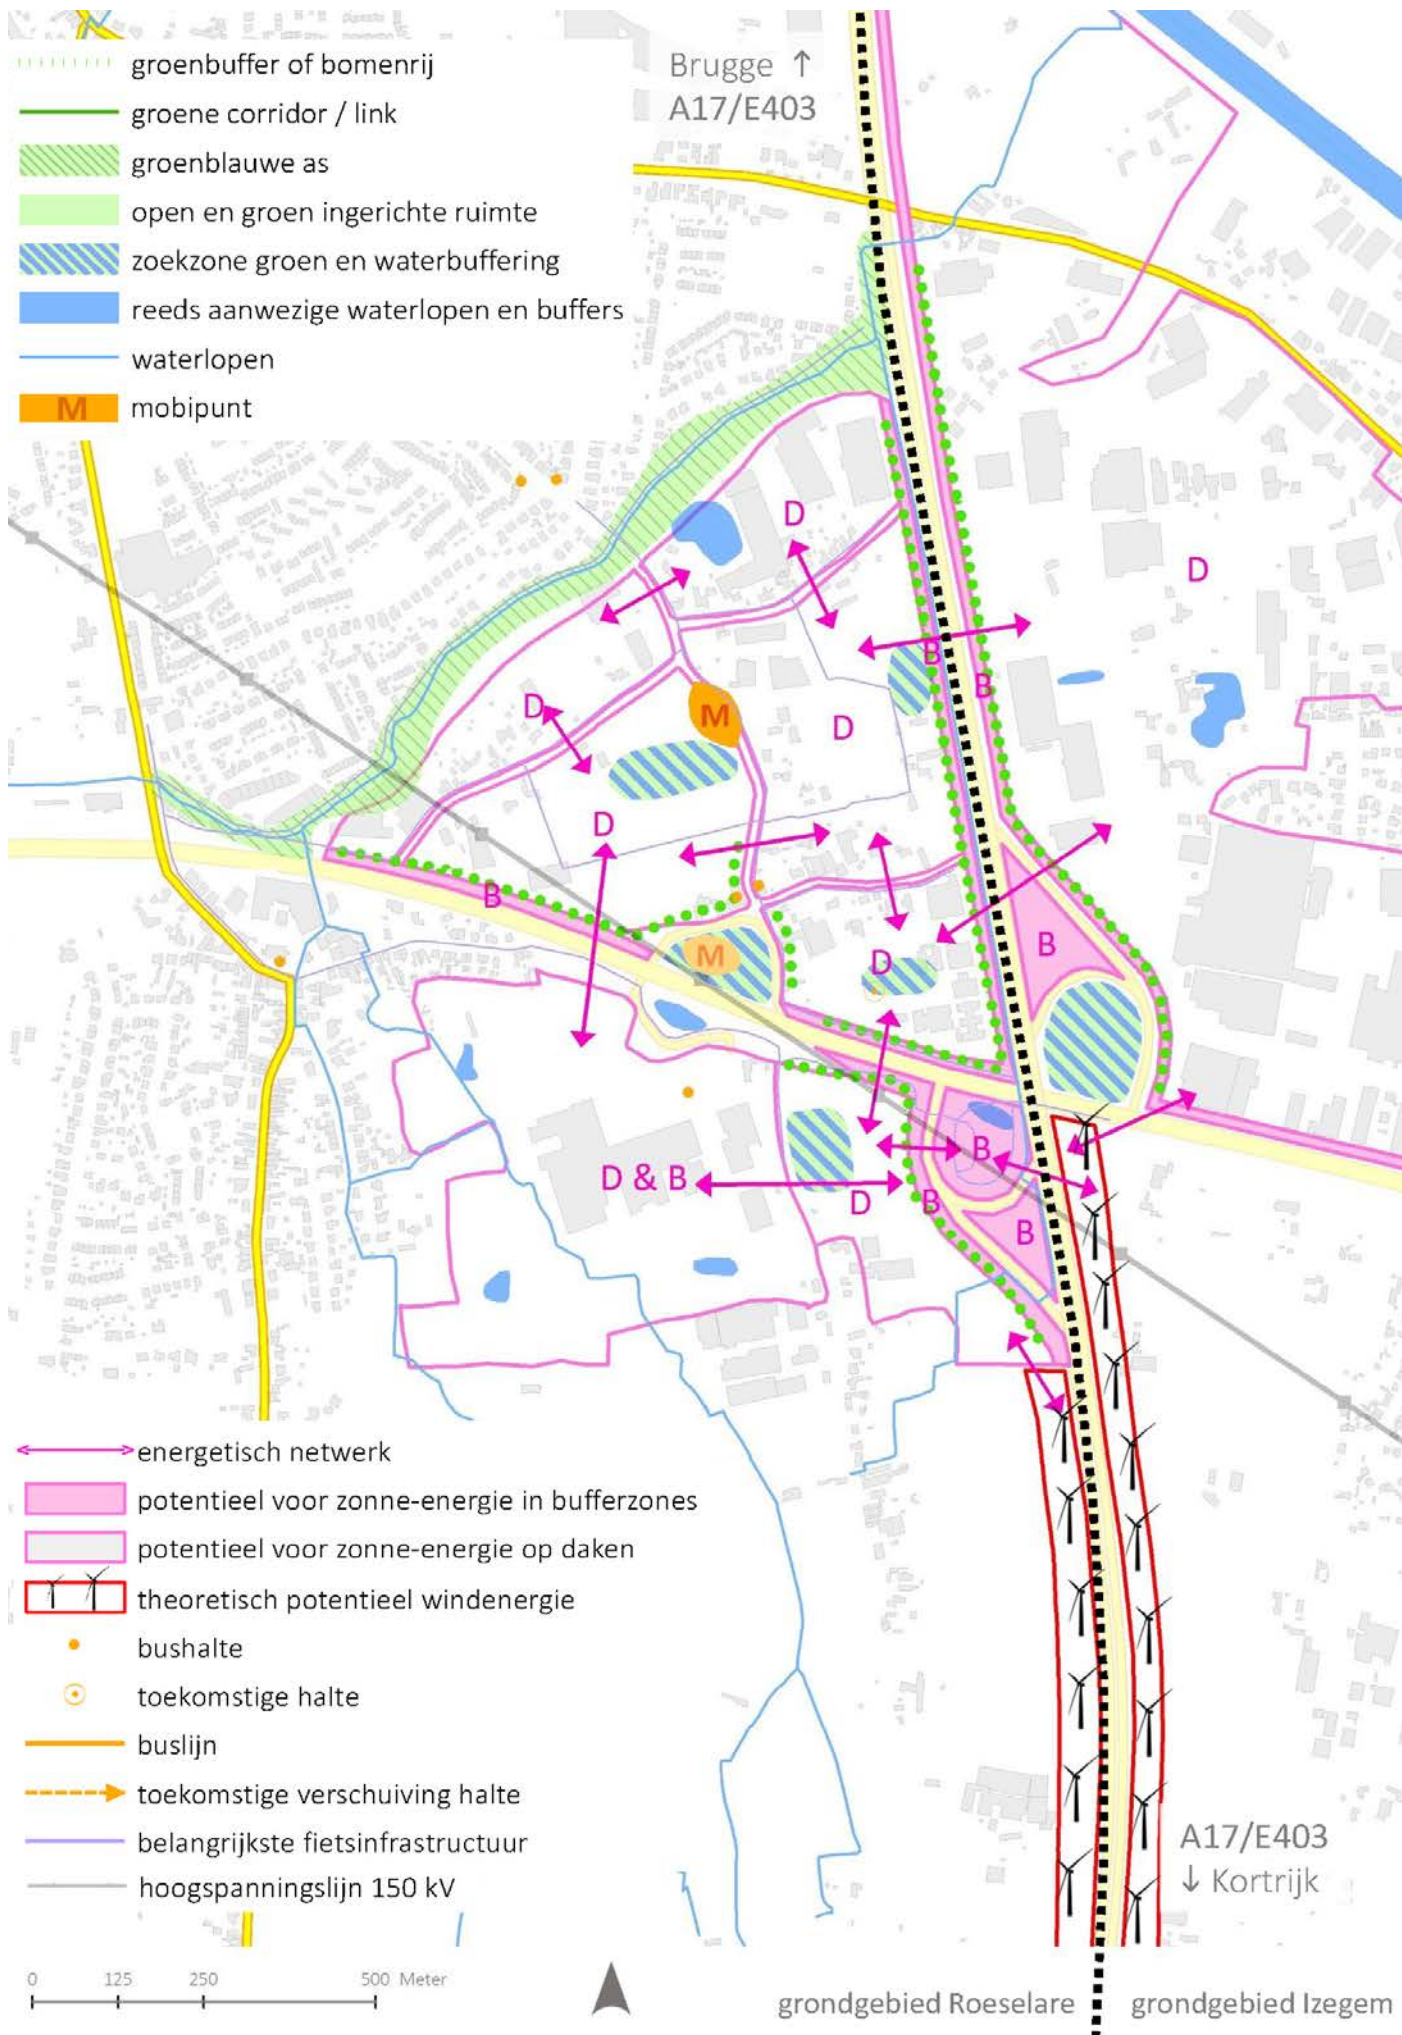 groenbuffer of bomenrij
groene corridor / link
groenblauwe as
open en groen ingerichte ruimte
zoekzone groen en waterbuffering
reeds aanwezige waterlopen en buffers
waterlopen
M mobipunt
Brugge ↑
A17/E403
D
D
B
B
D
M
D
D
B
B
M
D
B
D & B
D
B
B
energetisch netwerk
potentieel voor zonne-energie in bufferzones
potentieel voor zonne-energie op daken
theoretisch potentieel windenergie
bushalte
toekomstige halte
buslijn
toekomstige verschuiving halte
belangrijkste fietsinfrastructuur
hoogspanningslijn 150 kV
A17/E403
↓ Kortrijk
0 125 250 500 Meter
grondgebied Roeselare
grondgebied Izegem